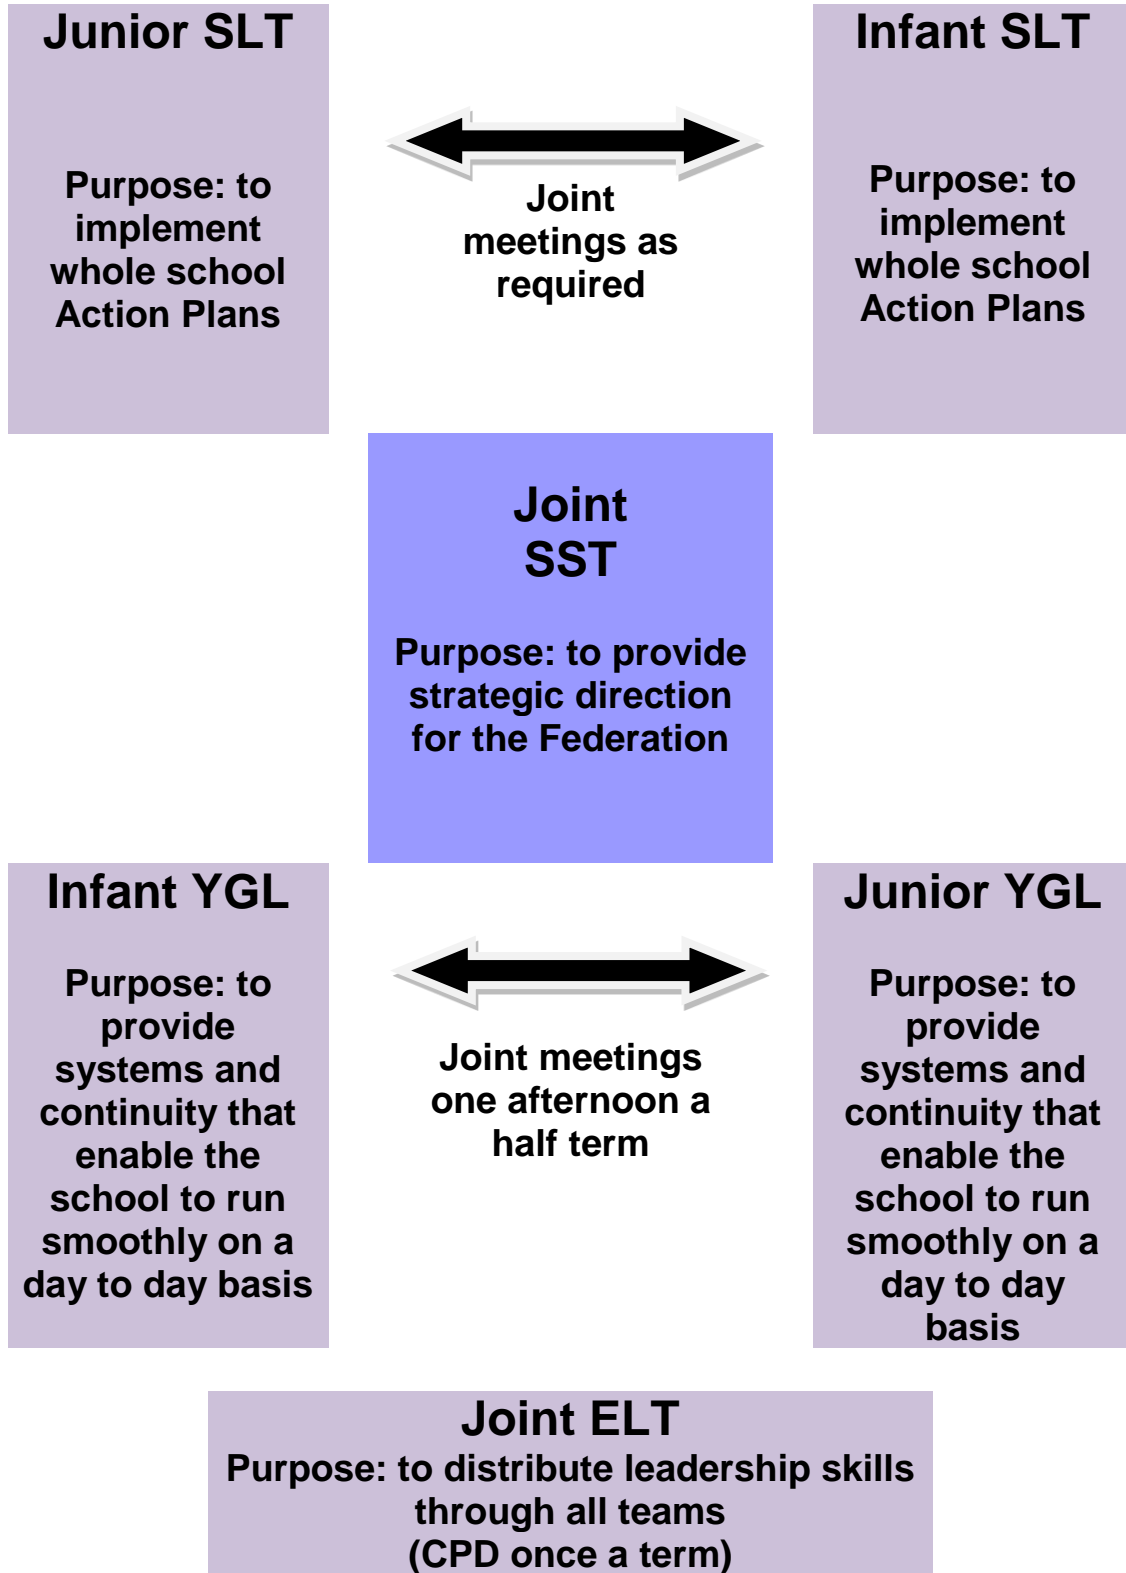 Junior SLT
Purpose: to
implement
whole school
Action Plans
Joint
meetings as
required
Infant SLT
Purpose: to
implement
whole school
Action Plans
Joint
SST
Purpose: to provide
strategic direction
for the Federation
Infant YGL
Purpose: to
provide
systems and
continuity that
enable the
school to run
smoothly on a
day to day basis
Joint meetings
one afternoon a
half term
Junior YGL
Purpose: to
provide
systems and
continuity that
enable the
school to run
smoothly on a
day to day
basis
Joint ELT
Purpose: to distribute leadership skills
through all teams
(CPD once a term)